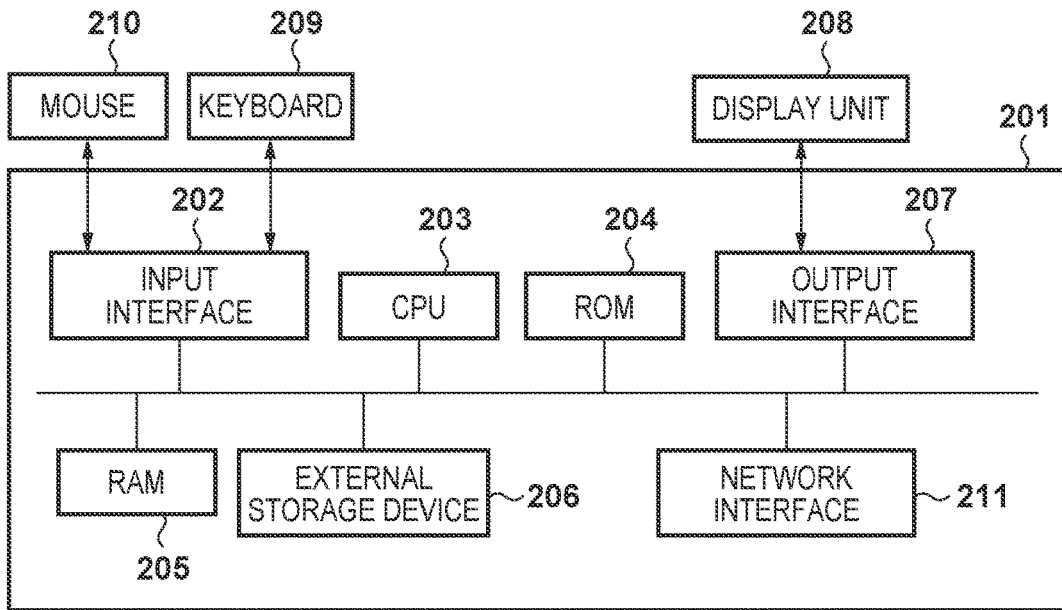 210
209
208
MOUSE
KEYBOARD
DISPLAY UNIT
201
202
203
204
207
INPUT
INTERFACE
CPU
ROM
OUTPUT
INTERFACE
RAM
EXTERNAL
STORAGE DEVICE
206
NETWORK
INTERFACE
211
205